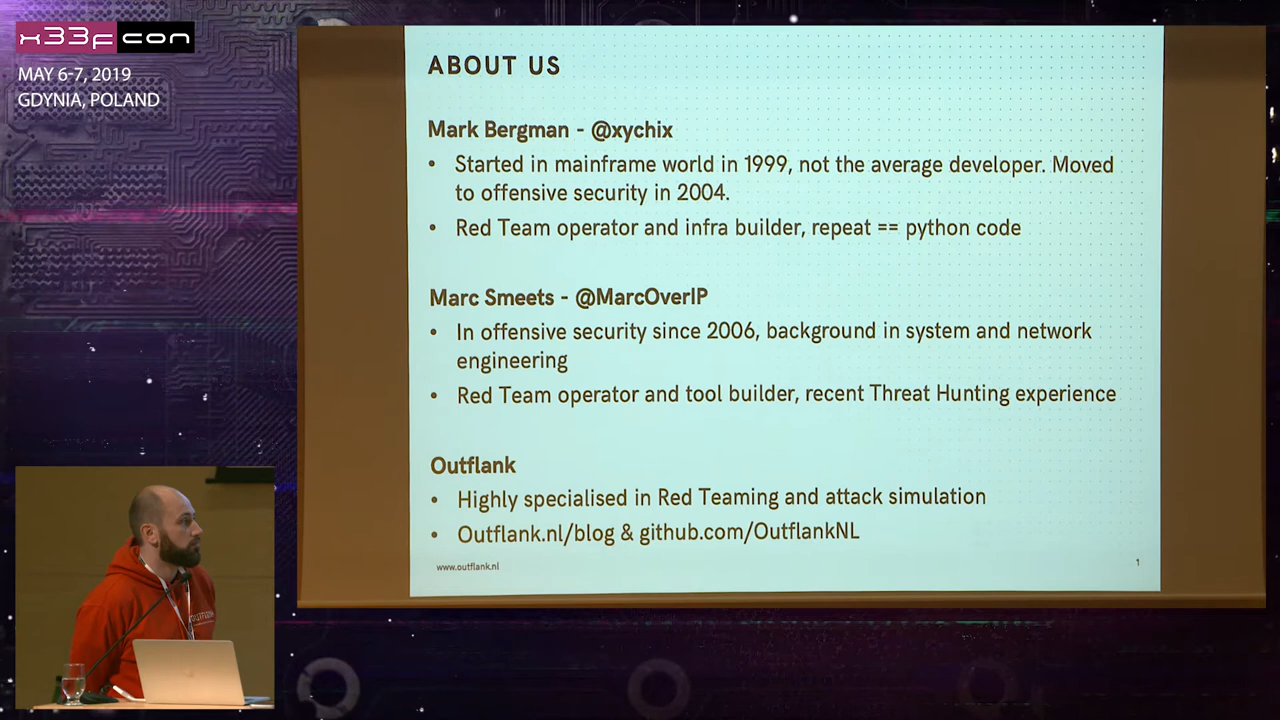 x33fcon
MAY 6-7, 2019
GDYNIA, POLAND
ABOUT US
Mark Bergman - @xychix
• Started in mainframe world in 1999, not the average developer. Moved
to offensive security in 2004.
• Red Team operator and infra builder, repeat == python code
Marc Smeets - @MarcOverIP
• In offensive security since 2006, background in system and network
engineering
• Red Team operator and tool builder, recent Threat Hunting experience
Outflank
• Highly specialised in Red Teaming and attack simulation
• Outflank.nl/blog & github.com/OutflankNL
www.outflank.nl
1